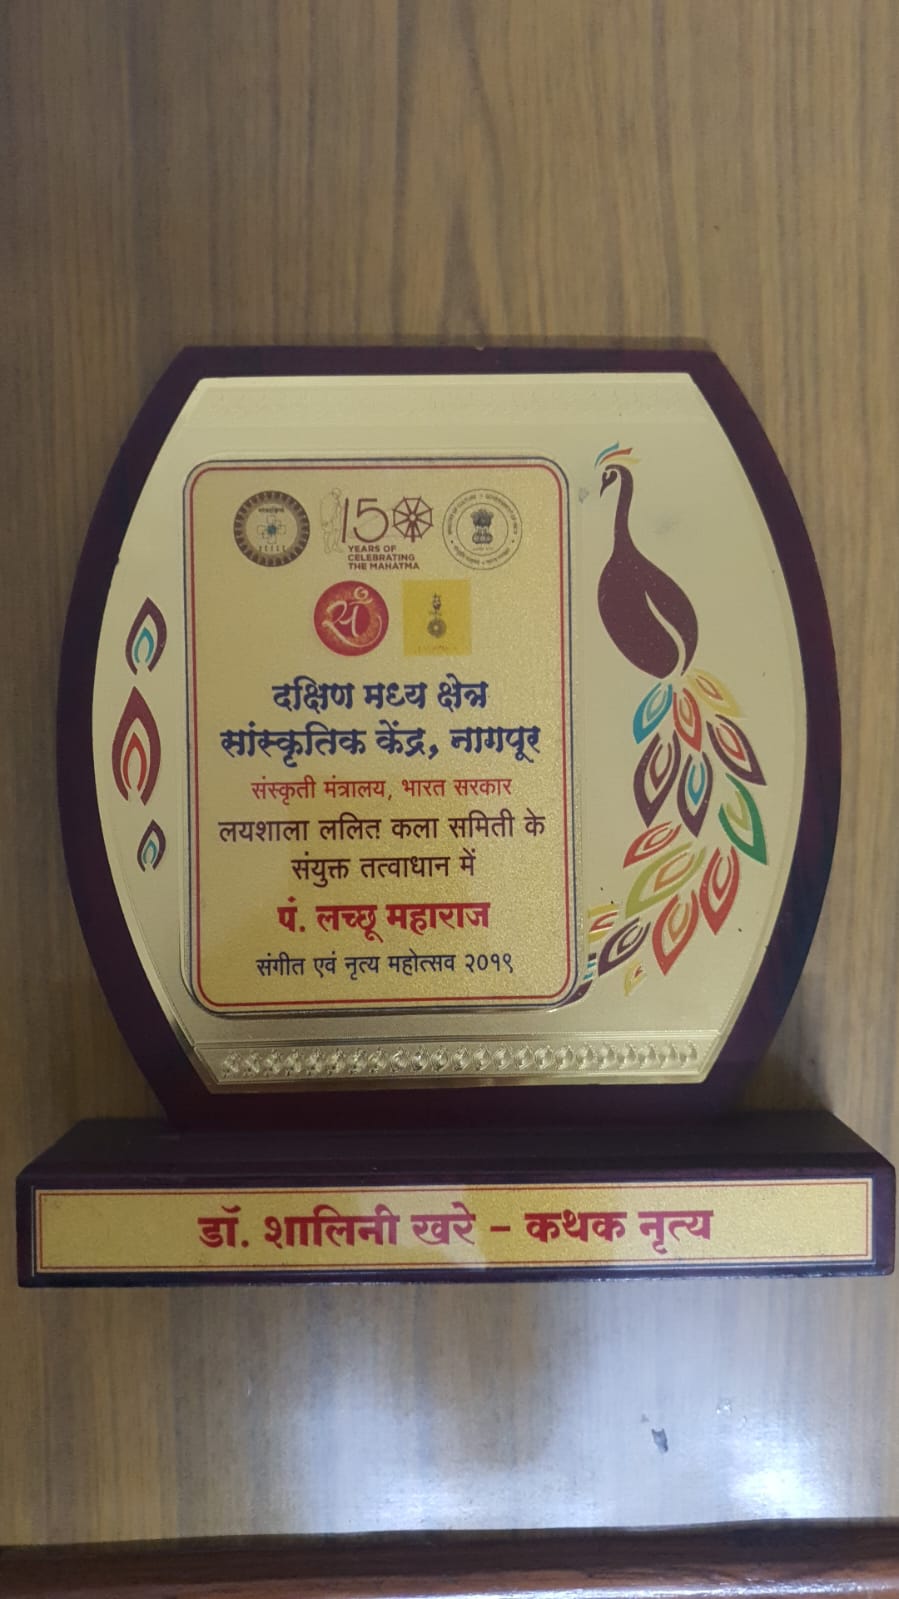 150
YEARS OF
CELEBRATING
THE MAHATMA
सं
दक्षिण मध्य क्षेत्र
सांस्कृतिक केंद्र, नागपूर
संस्कृती मंत्रालय, भारत सरकार
लयशाला ललित कला समिती के
संयुक्त तत्वाधान में
पं. लच्छू महाराज
संगीत एवं नृत्य महोत्सव २०१९
डॉ. शालिनी खरे - कथक नृत्य